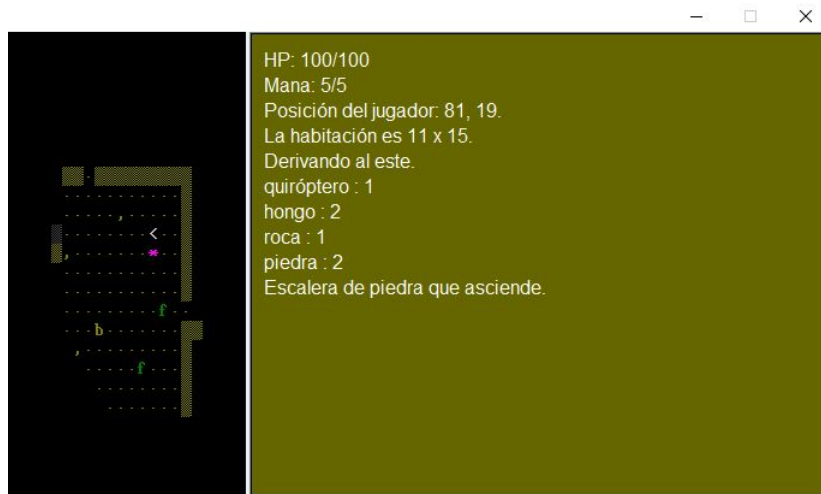 HP: 100/100
Mana: 5/5
Posición del jugador: 81, 19.
La habitación es 11 x 15.
Derivando al este.
quiróptero : 1
hongo : 2
roca : 1
piedra : 2
Escalera de piedra que asciende.
<
*
f
b
f